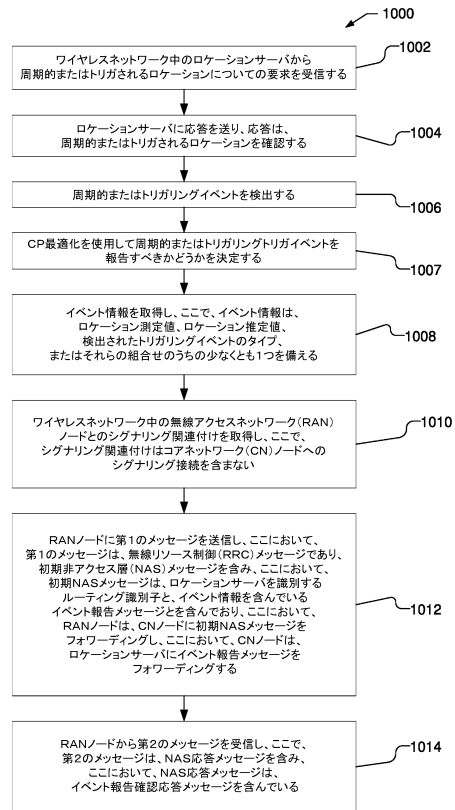 1000
ワイヤレスネットワーク中のロケーションサーバから
周期的またはトリガされるロケーションについての要求を受信する
1002
ロケーションサーバに応答を送り、応答は、
周期的またはトリガされるロケーションを確認する
1004
周期的またはトリガリングイベントを検出する
1006
CP最適化を使用して周期的またはトリガリングトリガイベントを
報告すべきかどうかを決定する
1007
イベント情報を取得し、ここで、イベント情報は、
ロケーション測定値、ロケーション推定値、
検出されたトリガリングイベントのタイプ、
またはそれらの組合せのうちの少なくとも1つを備える
1008
ワイヤレスネットワーク中の無線アクセスネットワーク(RAN)
ノードとのシグナリング関連付けを取得し、ここで、
シグナリング関連付けはコアネットワーク(CN)ノードへの
シグナリング接続を含まない
1010
RANノードに第1のメッセージを送信し、ここにおいて、
第1のメッセージは、無線リソース制御(RRC)メッセージであり、
初期非アクセス層(NAS)メッセージを含み、ここにおいて、
初期NASメッセージは、ロケーションサーバを識別する
ルーティング識別子と、イベント情報を含んでいる
イベント報告メッセージとを含んでおり、ここにおいて、
RANノードは、CNノードに初期NASメッセージを
フォワーディングし、ここにおいて、CNノードは、
ロケーションサーバにイベント報告メッセージを
フォワーディングする
1012
RANノードから第2のメッセージを受信し、ここで、
第2のメッセージは、NAS応答メッセージを含み、
ここにおいて、NAS応答メッセージは、
イベント報告確認応答メッセージを含んでいる
1014